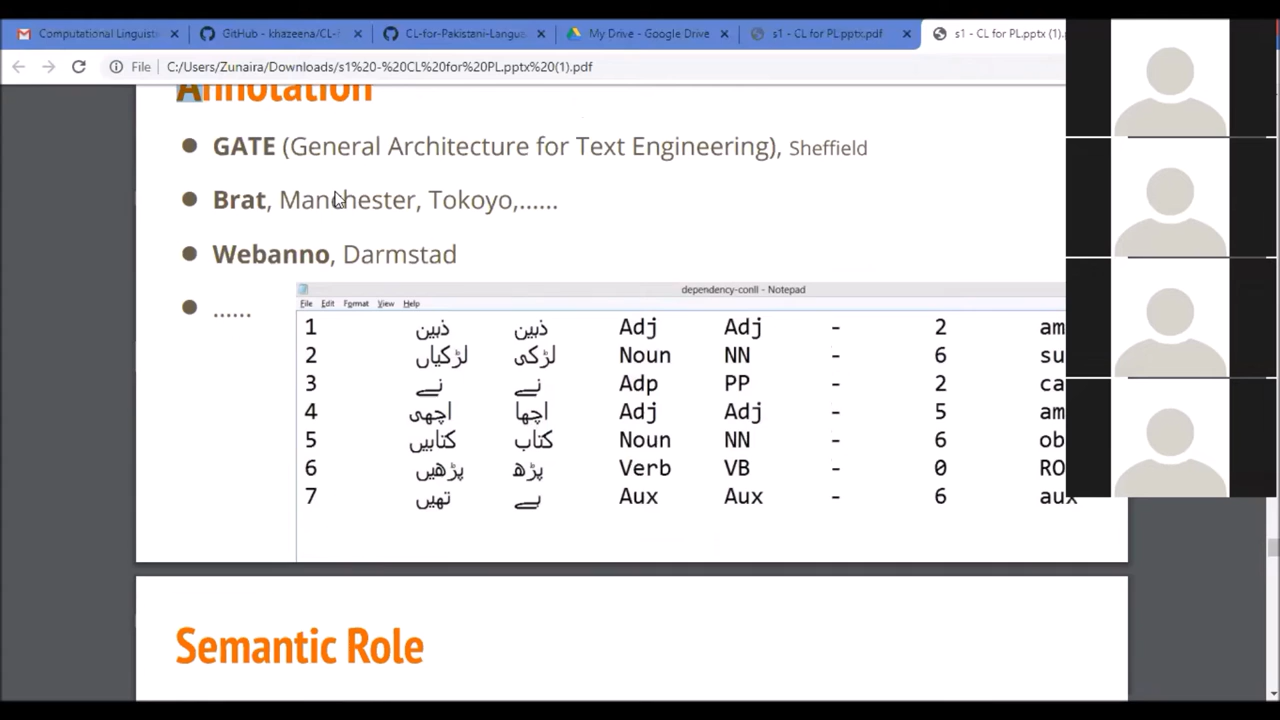 Computational Linguist
GitHub - khazeena/CL-
CL-for-Pakistani-Langua
My Drive - Google Drive
s1 - CL for PL.pptx.pdf
s1 - CL for PL.pptx (1).p
File
C:/Users/Zunaira/Downloads/s1%20-%20CL%20for%20PL.pptx%20(1).pdf
Annotation
● GATE (General Architecture for Text Engineering), Sheffield
● Brat, Manchester, Tokoyo,......
● Webanno, Darmstad
● ......
dependency-conll - Notepad
File Edit Format View Help
1 ذہین ذہین Adj Adj - 2 am
2 لڑکیاں لڑکی Noun NN - 6 su
3 نے نے Adp PP - 2 ca
4 اچھی اچھا Adj Adj - 5 am
5 کتابیں کتاب Noun NN - 6 ob
6 پڑھیں پڑھ Verb VB - 0 RO
7 تھیں ہے Aux Aux - 6 aux
Semantic Role